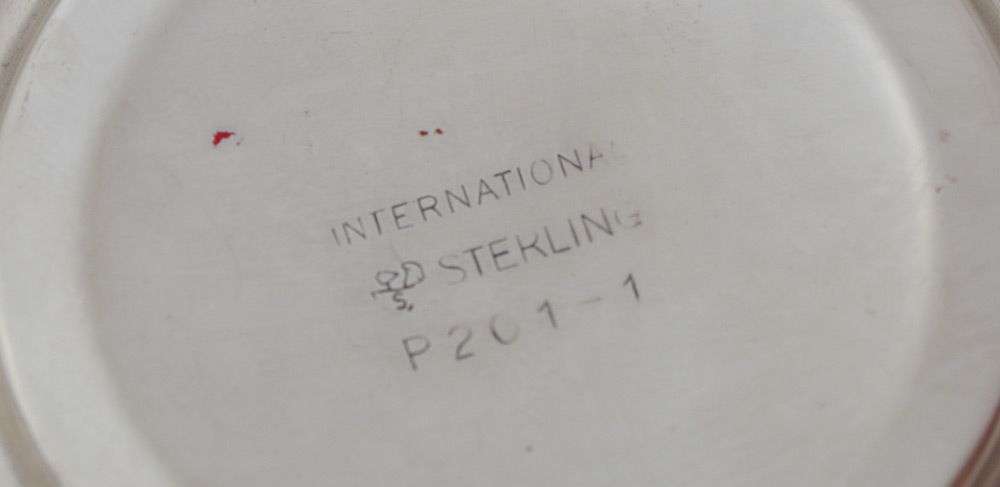 INTERNATIONAL
STERLING
P201-1